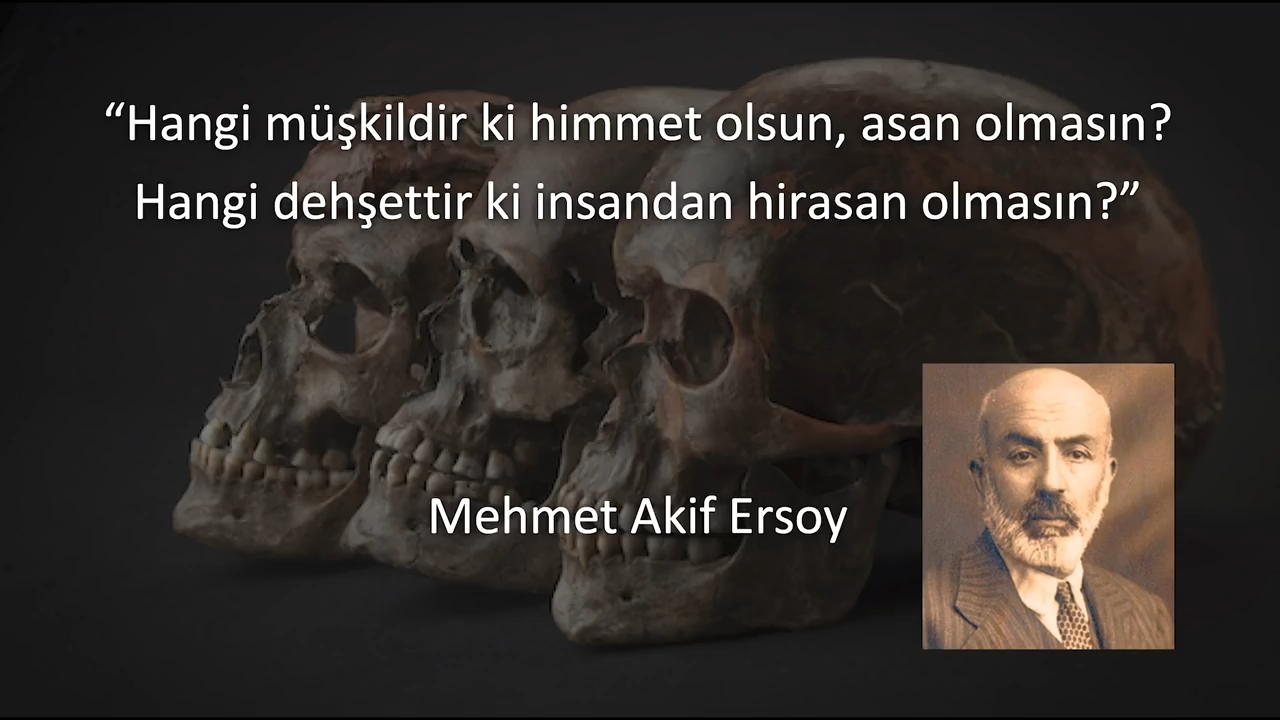 “Hangi müşkildir ki himmet olsun, asan olmasın?
Hangi dehşettir ki insandan hirasan olmasın?”
Mehmet Akif Ersoy